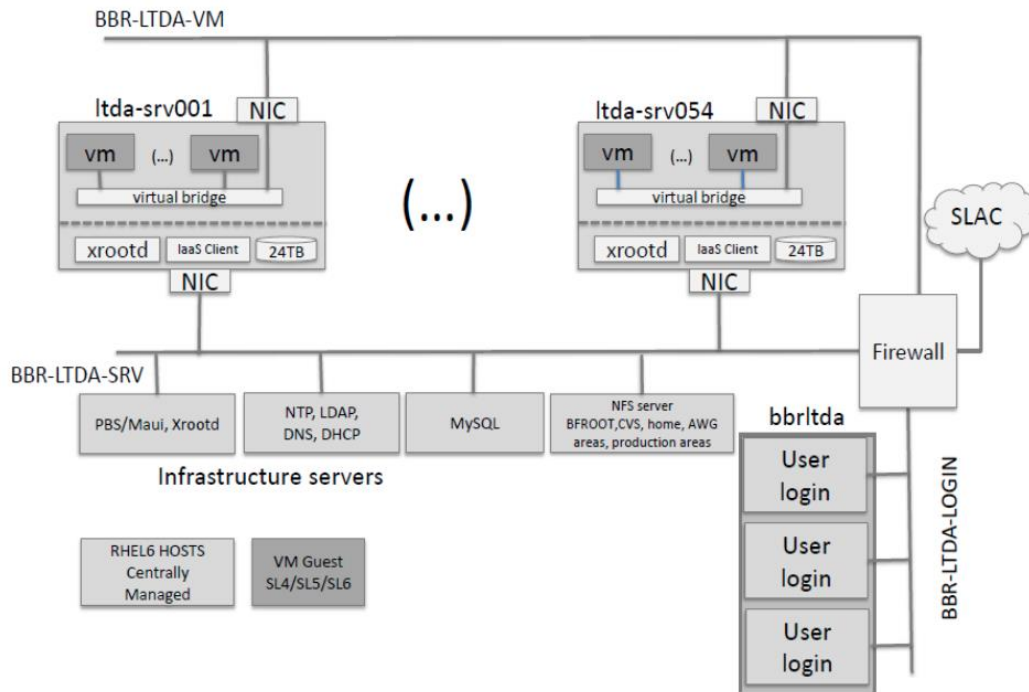 BBR-LTDA-VM
ltda-srv001
NIC
vm
(...)
vm
virtual bridge
xrootd
IaaS Client
24TB
NIC
(...)
ltda-srv054
NIC
vm
(...)
vm
virtual bridge
xrootd
IaaS Client
24TB
NIC
SLAC
Firewall
BBR-LTDA-SRV
PBS/Maui, Xrootd
NTP, LDAP,
DNS, DHCP
MySQL
NFS server
BFROOT,CVS, home, AWG
areas, production areas
Infrastructure servers
bbrltda
User
login
User
login
User
login
BBR-LTDA-LOGIN
RHEL6 HOSTS
Centrally
Managed
VM Guest
SL4/SL5/SL6